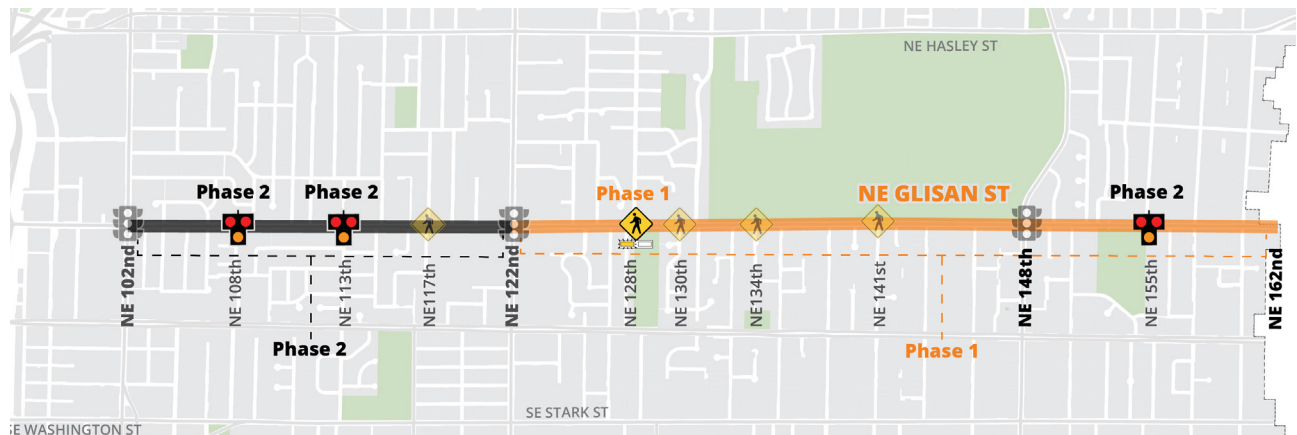 NE HASLEY ST
Phase 2
Phase 2
Phase 1
NE GLISAN ST
Phase 2
NE 102nd
NE 108th
NE 113th
NE117th
NE 122nd
NE 128th
NE 130th
NE134th
NE 141st
NE 148th
NE 155th
NE 162nd
Phase 2
Phase 1
SE STARK ST
SE WASHINGTON ST